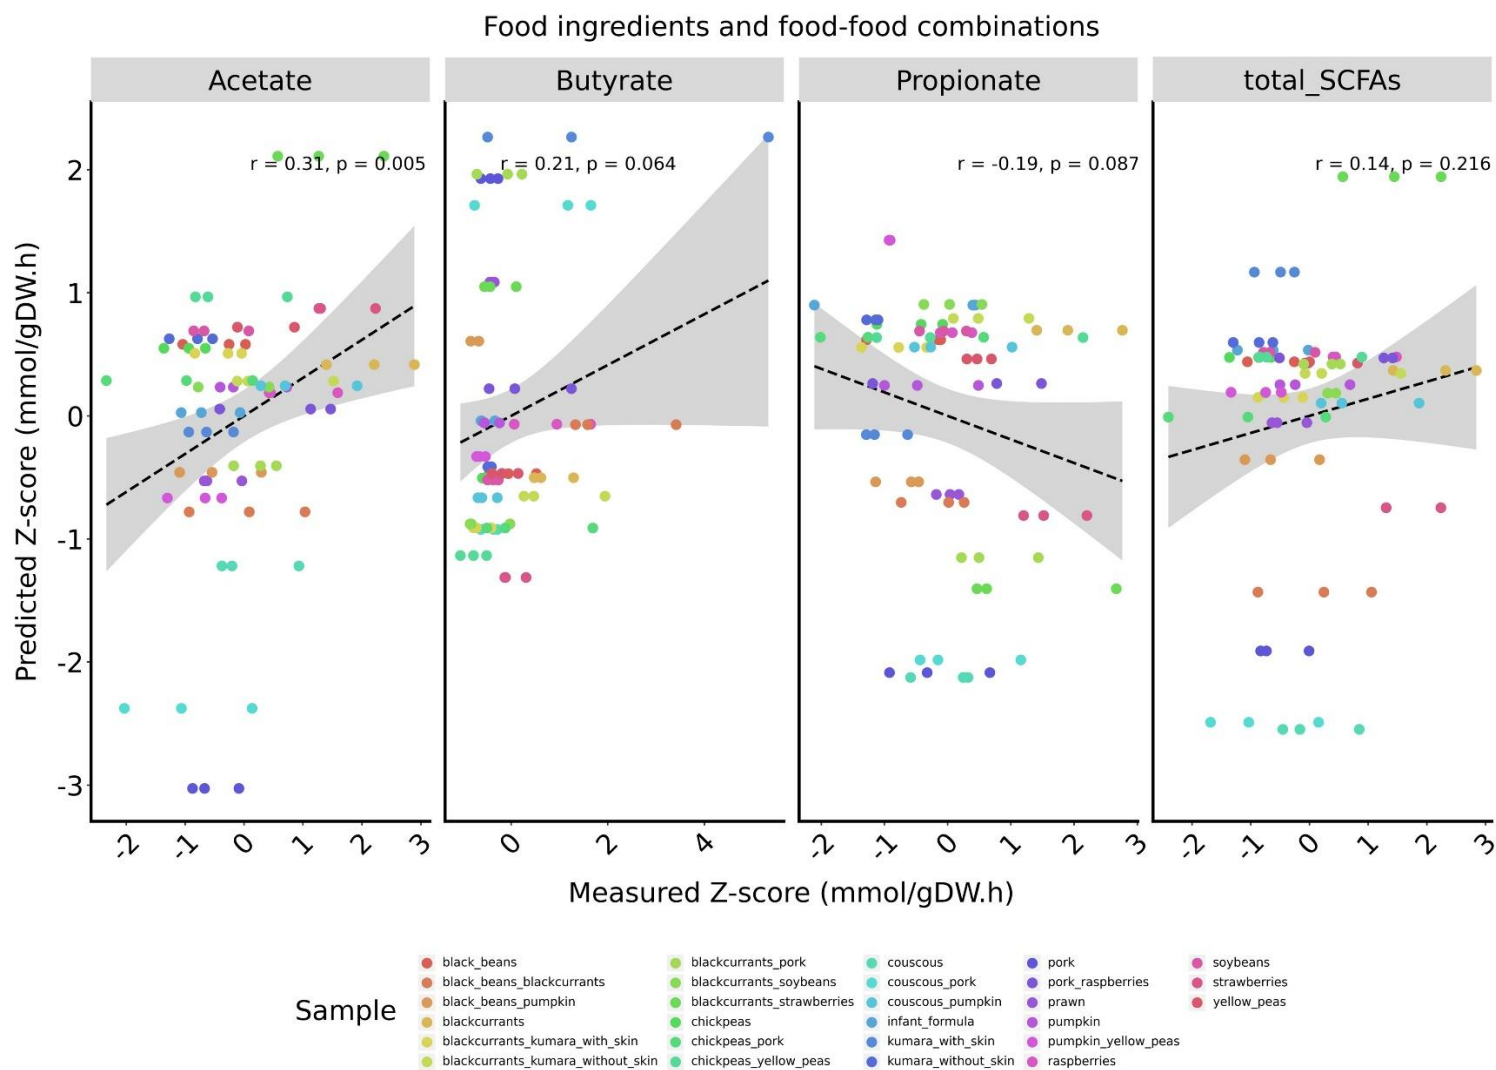 Food ingredients and food-food combinations
Acetate Butyrate Propionate total_SCFAs
r = 0.31, p = 0.005 r = 0.21, p = 0.064 r = -0.19, p = 0.087 r = 0.14, p = 0.216
Predicted Z-score (mmol/gDW.h)
2
1
0
-1
-2
-3
-2 -1 0 1 2 3 0 2 4 -2 -1 0 1 2 3 -2 -1 0 1 2 3
Measured Z-score (mmol/gDW.h)
Sample
black_beans blackcurrants_pork couscous pork soybeans
black_beans_blackcurrants blackcurrants_soybeans couscous_pork pork_raspberries strawberries
black_beans_pumpkin blackcurrants_strawberries couscous_pumpkin prawn yellow_peas
blackcurrants chickpeas infant_formula pumpkin
blackcurrants_kumara_with_skin chickpeas_pork kumara_with_skin pumpkin_yellow_peas
blackcurrants_kumara_without_skin chickpeas_yellow_peas kumara_without_skin raspberries